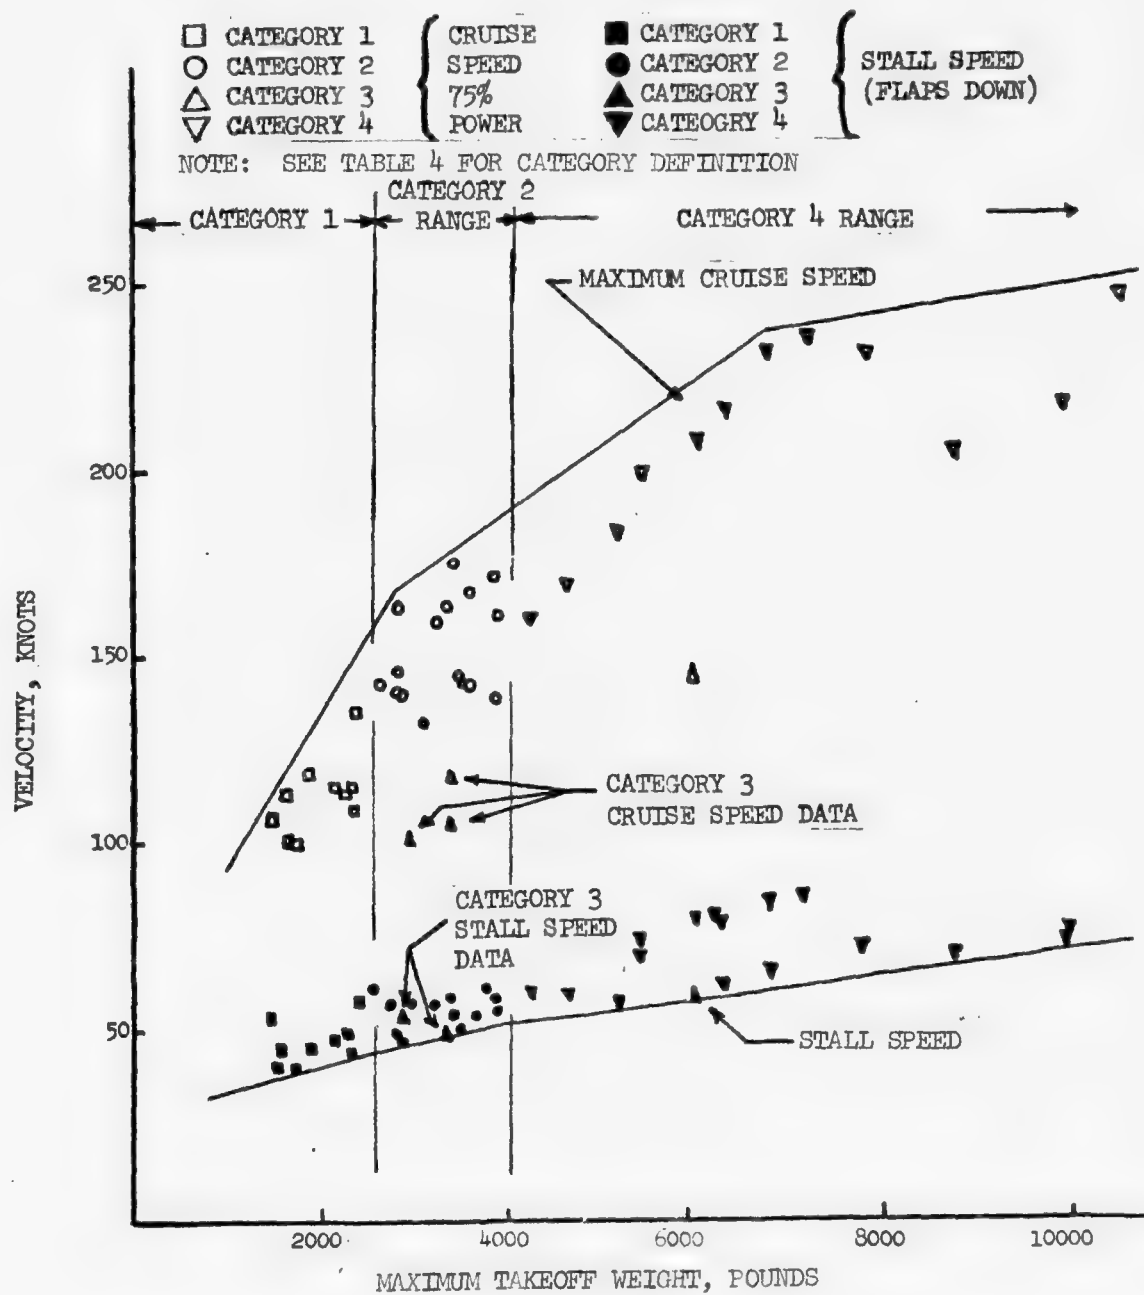 CATEGORY 1
CATEGORY 2
CATEGORY 3
CATEGORY 4
CRUISE
SPEED
75%
POWER
CATEGORY 1
CATEGORY 2
CATEGORY 3
CATEOGRY 4
STALL SPEED
(FLAPS DOWN)
NOTE: SEE TABLE 4 FOR CATEGORY DEFINITION
CATEGORY 1
CATEGORY 2
RANGE
CATEGORY 4 RANGE
MAXIMUM CRUISE SPEED
250
200
150
100
50
VELOCITY, KNOTS
CATEGORY 3
CRUISE SPEED DATA
CATEGORY 3
STALL SPEED
DATA
STALL SPEED
2000
4000
6000
8000
10000
MAXIMUM TAKEOFF WEIGHT, POUNDS